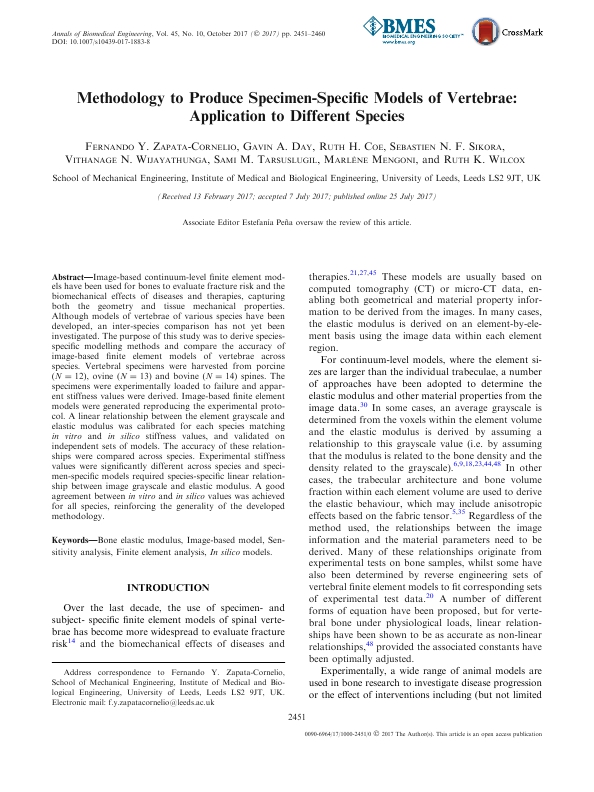 Annals of Biomedical Engineering, Vol. 45, No. 10, October 2017 (© 2017) pp. 2451–2460
DOI: 10.1007/s10439-017-1883-8
BMES
BIOMEDICAL ENGINEERING SOCIETY™
www.bmes.org
CrossMark
Methodology to Produce Specimen-Specific Models of Vertebrae:
Application to Different Species
FERNANDO Y. ZAPATA-CORNELIO, GAVIN A. DAY, RUTH H. COE, SEBASTIEN N. F. SIKORA,
VITHANAGE N. WIJAYATHUNGA, SAMI M. TARSUSLUGIL, MARLÈNE MENGONI, and RUTH K. WILCOX
School of Mechanical Engineering, Institute of Medical and Biological Engineering, University of Leeds, Leeds LS2 9JT, UK
(Received 13 February 2017; accepted 7 July 2017; published online 25 July 2017)
Associate Editor Estefanía Peña oversaw the review of this article.
Abstract—Image-based continuum-level finite element mod-
els have been used for bones to evaluate fracture risk and the
biomechanical effects of diseases and therapies, capturing
both the geometry and tissue mechanical properties.
Although models of vertebrae of various species have been
developed, an inter-species comparison has not yet been
investigated. The purpose of this study was to derive species-
specific modelling methods and compare the accuracy of
image-based finite element models of vertebrae across
species. Vertebral specimens were harvested from porcine
(N = 12), ovine (N = 13) and bovine (N = 14) spines. The
specimens were experimentally loaded to failure and appar-
ent stiffness values were derived. Image-based finite element
models were generated reproducing the experimental proto-
col. A linear relationship between the element grayscale and
elastic modulus was calibrated for each species matching
in vitro and in silico stiffness values, and validated on
independent sets of models. The accuracy of these relation-
ships were compared across species. Experimental stiffness
values were significantly different across species and speci-
men-specific models required species-specific linear relation-
ship between image grayscale and elastic modulus. A good
agreement between in vitro and in silico values was achieved
for all species, reinforcing the generality of the developed
methodology.
Keywords—Bone elastic modulus, Image-based model, Sen-
sitivity analysis, Finite element analysis, In silico models.
INTRODUCTION
Over the last decade, the use of specimen- and
subject- specific finite element models of spinal verte-
brae has become more widespread to evaluate fracture
risk14 and the biomechanical effects of diseases and
Address correspondence to Fernando Y. Zapata-Cornelio,
School of Mechanical Engineering, Institute of Medical and Bio-
logical Engineering, University of Leeds, Leeds LS2 9JT, UK.
Electronic mail: f.y.zapatacornelio@leeds.ac.uk
therapies.21,27,45 These models are usually based on
computed tomography (CT) or micro-CT data, en-
abling both geometrical and material property infor-
mation to be derived from the images. In many cases,
the elastic modulus is derived on an element-by-ele-
ment basis using the image data within each element
region.
For continuum-level models, where the element si-
zes are larger than the individual trabeculae, a number
of approaches have been adopted to determine the
elastic modulus and other material properties from the
image data.30 In some cases, an average grayscale is
determined from the voxels within the element volume
and the elastic modulus is derived by assuming a
relationship to this grayscale value (i.e. by assuming
that the modulus is related to the bone density and the
density related to the grayscale).6,9,18,23,44,48 In other
cases, the trabecular architecture and bone volume
fraction within each element volume are used to derive
the elastic behaviour, which may include anisotropic
effects based on the fabric tensor.5,35 Regardless of the
method used, the relationships between the image
information and the material parameters need to be
derived. Many of these relationships originate from
experimental tests on bone samples, whilst some have
also been determined by reverse engineering sets of
vertebral finite element models to fit corresponding sets
of experimental test data.20 A number of different
forms of equation have been proposed, but for verte-
bral bone under physiological loads, linear relation-
ships have been shown to be as accurate as non-linear
relationships,48 provided the associated constants have
been optimally adjusted.
Experimentally, a wide range of animal models are
used in bone research to investigate disease progression
or the effect of interventions including (but not limited
2451
0090-6964/17/1000-2451/0 © 2017 The Author(s). This article is an open access publication